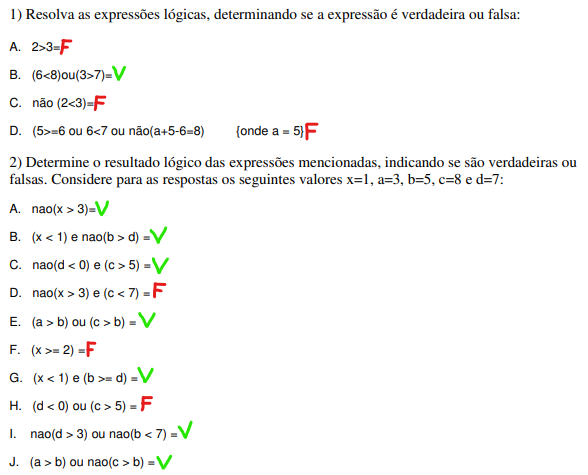 1) Resolva as expressões lógicas, determinando se a expressão é verdadeira ou falsa:
A. 2>3=F
B. (6<8)ou(3>7)=V
C. não (2<3)=F
D. (5>=6 ou 6<7 ou não(a+5-6=8) {onde a = 5}F
2) Determine o resultado lógico das expressões mencionadas, indicando se são verdadeiras ou
falsas. Considere para as respostas os seguintes valores x=1, a=3, b=5, c=8 e d=7:
A. nao(x > 3)=V
B. (x < 1) e nao(b > d) =V
C. nao(d < 0) e (c > 5) =V
D. nao(x > 3) e (c < 7) =F
E. (a > b) ou (c > b) = V
F. (x >= 2) =F
G. (x < 1) e (b >= d) =V
H. (d < 0) ou (c > 5) = F
I. nao(d > 3) ou nao(b < 7) =V
J. (a > b) ou nao(c > b) =V